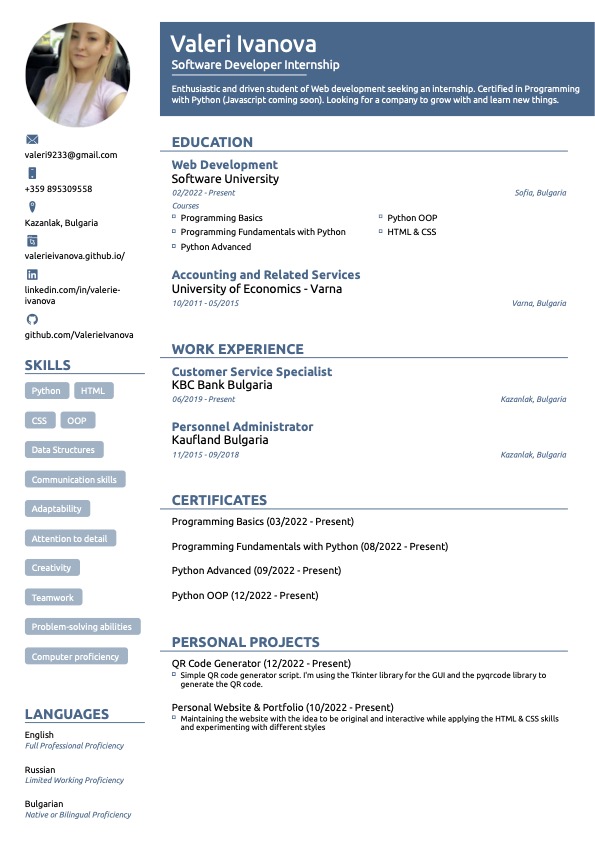 Valeri Ivanova
Software Developer Internship
Enthusiastic and driven student of Web development seeking an internship. Certified in Programming
with Python (Javascript coming soon). Looking for a company to grow with and learn new things.
valeri9233@gmail.com
+359 895309558
Kazanlak, Bulgaria
valerieivanova.github.io/
linkedin.com/in/valerie-
ivanova
github.com/ValerieIvanova
SKILLS
Python HTML
CSS OOP
Data Structures
Communication skills
Adaptability
Attention to detail
Creativity
Teamwork
Problem-solving abilities
Computer proficiency
LANGUAGES
English
Full Professional Proficiency
Russian
Limited Working Proficiency
Bulgarian
Native or Bilingual Proficiency
EDUCATION
Web Development
Software University
02/2022 - Present Sofia, Bulgaria
Courses
Programming Basics Python OOP
Programming Fundamentals with Python HTML & CSS
Python Advanced
Accounting and Related Services
University of Economics - Varna
10/2011 - 05/2015 Varna, Bulgaria
WORK EXPERIENCE
Customer Service Specialist
KBC Bank Bulgaria
06/2019 - Present Kazanlak, Bulgaria
Personnel Administrator
Kaufland Bulgaria
11/2015 - 09/2018 Kazanlak, Bulgaria
CERTIFICATES
Programming Basics (03/2022 - Present)
Programming Fundamentals with Python (08/2022 - Present)
Python Advanced (09/2022 - Present)
Python OOP (12/2022 - Present)
PERSONAL PROJECTS
QR Code Generator (12/2022 - Present)
Simple QR code generator script. I'm using the Tkinter library for the GUI and the pyqrcode library to
generate the QR code.
Personal Website & Portfolio (10/2022 - Present)
Maintaining the website with the idea to be original and interactive while applying the HTML & CSS skills
and experimenting with different styles